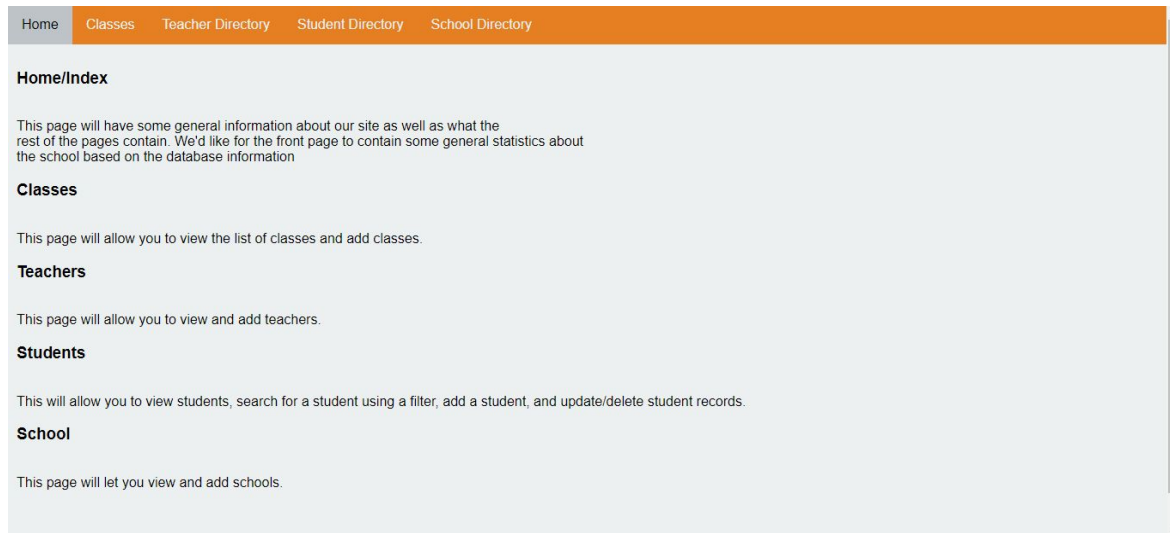 Home Classes Teacher Directory Student Directory School Directory
Home/Index
This page will have some general information about our site as well as what the
rest of the pages contain. We'd like for the front page to contain some general statistics about
the school based on the database information
Classes
This page will allow you to view the list of classes and add classes.
Teachers
This page will allow you to view and add teachers.
Students
This will allow you to view students, search for a student using a filter, add a student, and update/delete student records.
School
This page will let you view and add schools.